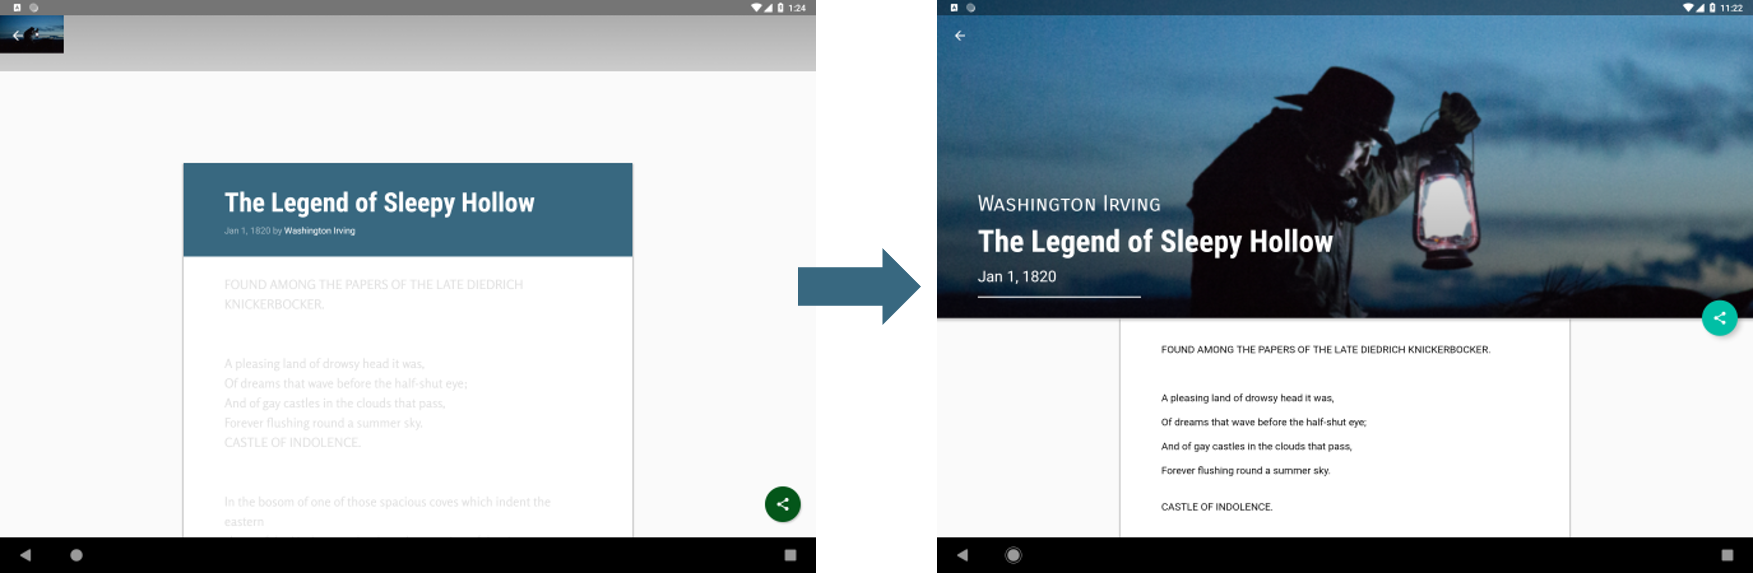 1:24
The Legend of Sleepy Hollow
Jan 1, 1820 by Washington Irving
FOUND AMONG THE PAPERS OF THE LATE DIEDRICH
KNICKERBOCKER.
A pleasing land of drowsy head it was,
Of dreams that wave before the half-shut eye;
And of gay castles in the clouds that pass,
Forever flushing round a summer sky.
CASTLE OF INDOLENCE.
In the bosom of one of those spacious coves which indent the
eastern
11:22
Washington Irving
The Legend of Sleepy Hollow
Jan 1, 1820
FOUND AMONG THE PAPERS OF THE LATE DIEDRICH KNICKERBOCKER.
A pleasing land of drowsy head it was,
Of dreams that wave before the half-shut eye;
And of gay castles in the clouds that pass,
Forever flushing round a summer sky.
CASTLE OF INDOLENCE.